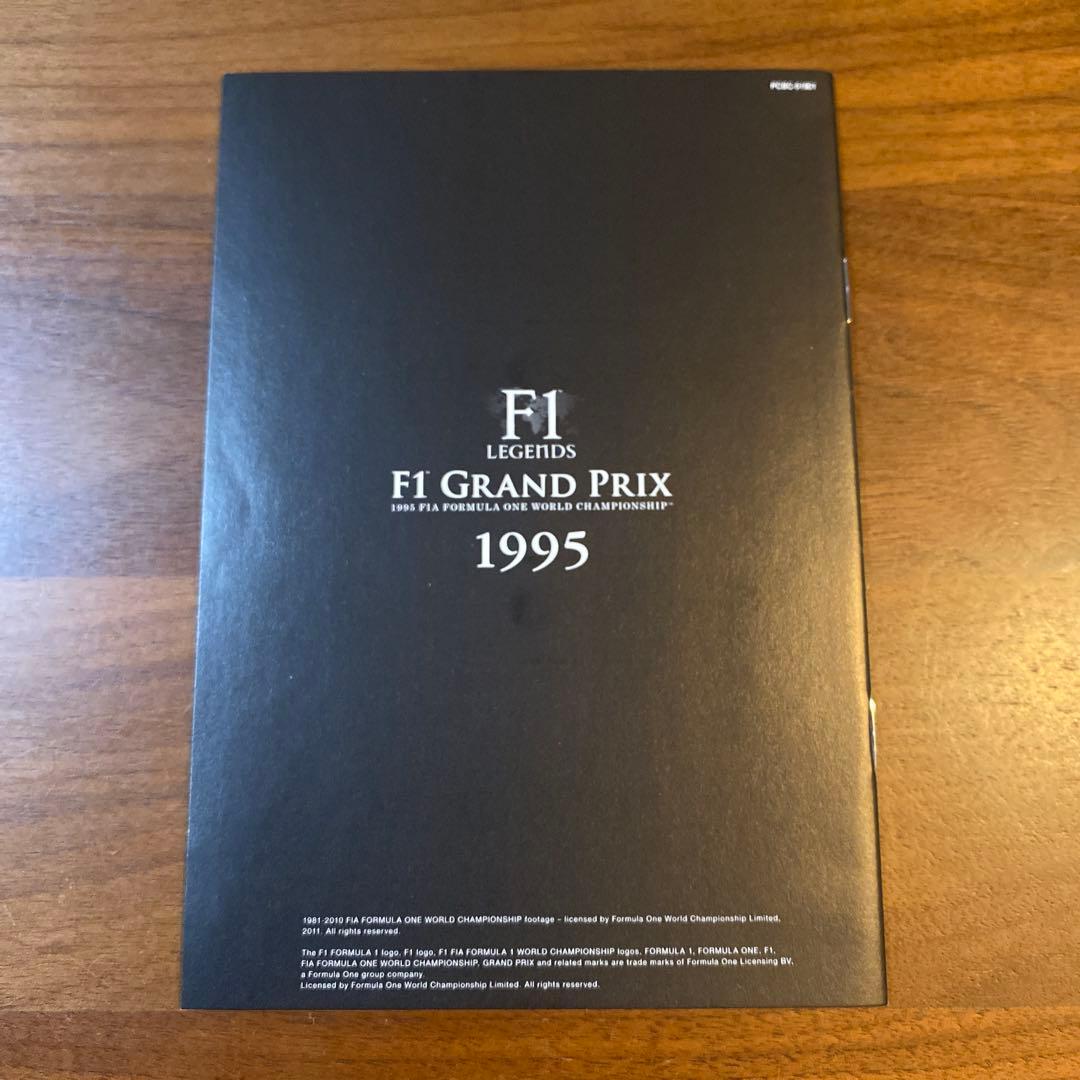 F1
LEGENDS
F1™ GRAND PRIX
1995 FIA FORMULA ONE WORLD CHAMPIONSHIP™
1995
1981-2010 FIA FORMULA ONE WORLD CHAMPIONSHIP footage – licensed by Formula One World Championship Limited,
2011. All rights reserved.
The F1 FORMULA 1 logo, F1 logo, F1 FIA FORMULA 1 WORLD CHAMPIONSHIP logos, FORMULA 1, FORMULA ONE, F1,
FIA FORMULA ONE WORLD CHAMPIONSHIP, GRAND PRIX and related marks are trade marks of Formula One Licensing BV,
a Formula One group company.
Licensed by Formula One World Championship Limited. All rights reserved.